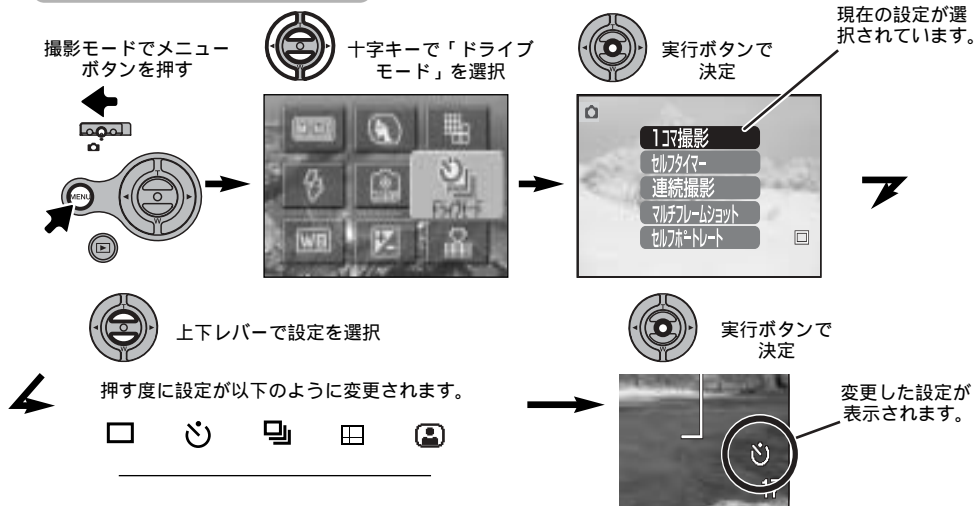 撮影モードでメニュー
ボタンを押す
MENU
T
W
十字キーで「ドライブ
モード」を選択
WB
ドライブモード
実行ボタンで
決定
現在の設定が選
択されています。
1コマ撮影
セルフタイマー
連続撮影
マルチフレームショット
セルフポートレート
上下レバーで設定を選択
押す度に設定が以下のように変更されます。
実行ボタンで
決定
変更した設定が
表示されます。
17